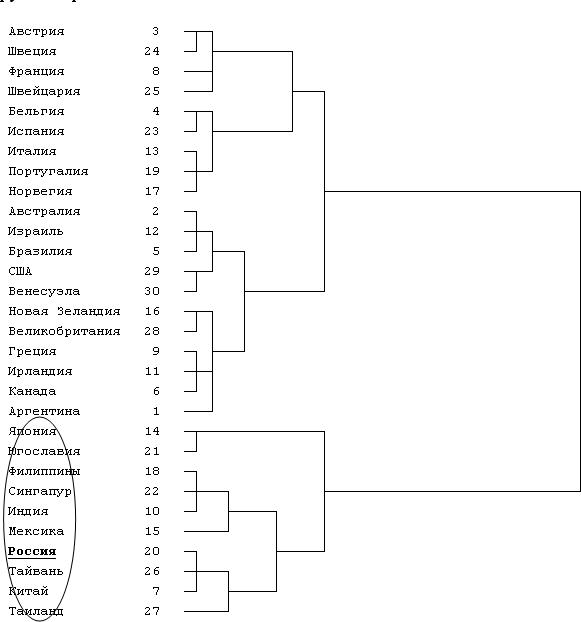 Австрия 3
Швеция 24
Франция 8
Швейцария 25
Бельгия 4
Испания 23
Италия 13
Португалия 19
Норвегия 17
Австралия 2
Израиль 12
Бразилия 5
США 29
Венесуэла 30
Новая Зеландия 16
Великобритания 28
Греция 9
Ирландия 11
Канада 6
Аргентина 1
Япония 14
Югославия 21
Филиппины 18
Сингапур 22
Индия 10
Мексика 15
Россия 20
Тайвань 26
Китай 7
Таиланд 27